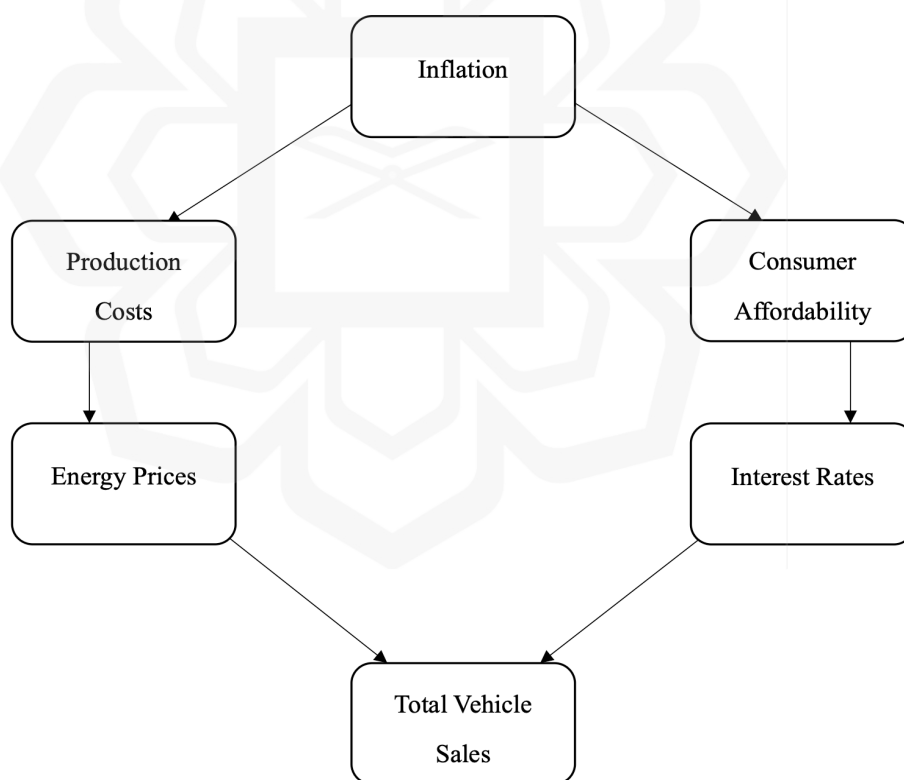 Inflation
Production
Costs
Consumer
Affordability
Energy Prices
Interest Rates
Total Vehicle
Sales